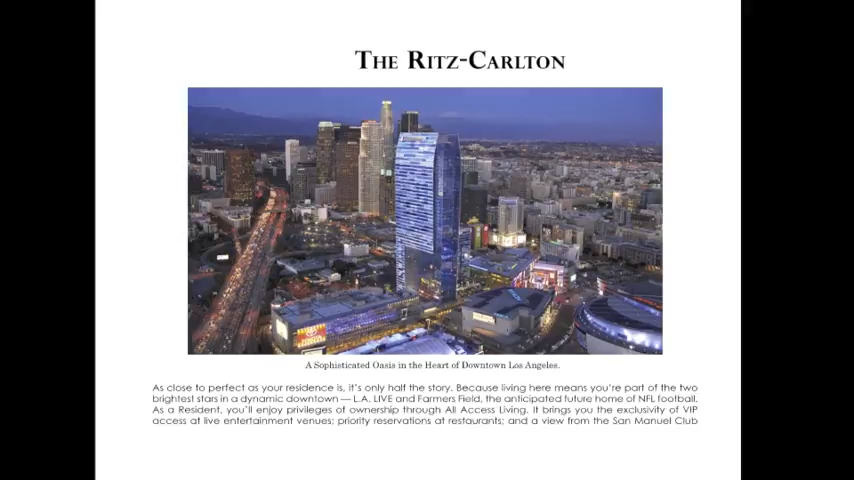 The Ritz-Carlton
A Sophisticated Oasis in the Heart of Downtown Los Angeles.
As close to perfect as your residence is, it's only half the story. Because living here means you're part of the two
brightest stars in a dynamic downtown — L.A. LIVE and Farmers Field, the anticipated future home of NFL football.
As a Resident, you'll enjoy privileges of ownership through All Access Living. It brings you the exclusivity of VIP
access at live entertainment venues; priority reservations at restaurants; and a view from the San Manuel Club